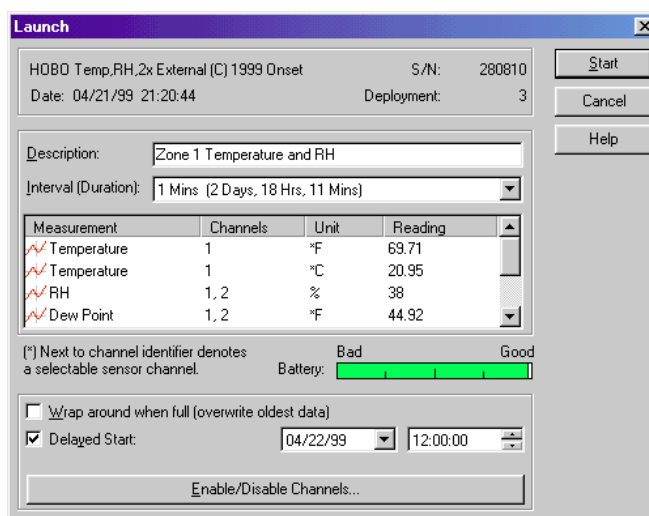 Launch
HOBO Temp,RH,2x External (C) 1999 Onset S/N: 280810
Date: 04/21/99 21:20:44 Deployment: 3
Start
Cancel
Help
Description: Zone 1 Temperature and RH
Interval (Duration): 1 Mins (2 Days, 18 Hrs, 11 Mins)
Measurement Channels Unit Reading
Temperature 1 *F 69.71
Temperature 1 *C 20.95
RH 1, 2 % 38
Dew Point 1, 2 *F 44.92
(*) Next to channel identifier denotes
a selectable sensor channel.
Bad Good
Battery:
Wrap around when full (overwrite oldest data)
Delayed Start: 04/22/99 12:00:00
Enable/Disable Channels...